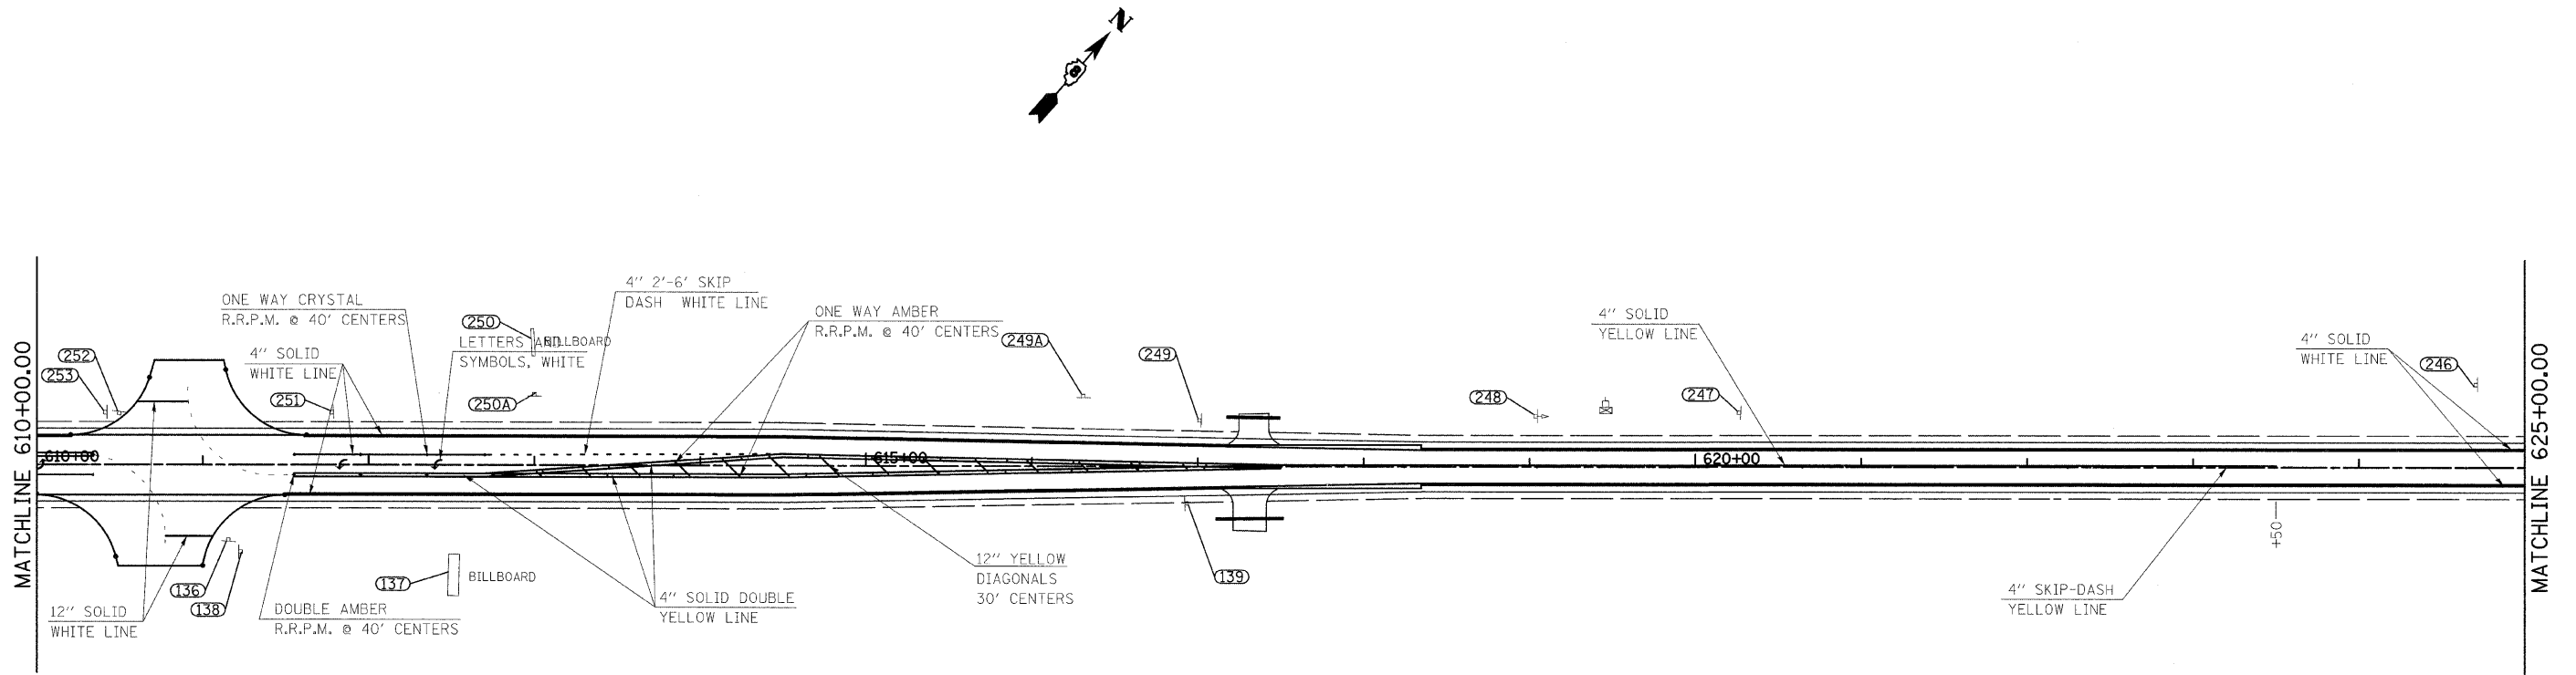 N
8
MATCHLINE 610+00.00
ONE WAY CRYSTAL
R.R.P.M. @ 40' CENTERS
4" 2'-6' SKIP
DASH WHITE LINE
250
BILLBOARD
LETTERS AND
SYMBOLS, WHITE
ONE WAY AMBER
R.R.P.M. @ 40' CENTERS
249A
249
4" SOLID
YELLOW LINE
4" SOLID
WHITE LINE
246
252
253
4" SOLID
WHITE LINE
251
250A
248
247
610+00
615+00
620+00
136
138
137
BILLBOARD
139
12" YELLOW
DIAGONALS
30' CENTERS
+50
12" SOLID
WHITE LINE
DOUBLE AMBER
R.R.P.M. @ 40' CENTERS
4" SOLID DOUBLE
YELLOW LINE
4" SKIP-DASH
YELLOW LINE
MATCHLINE 625+00.00